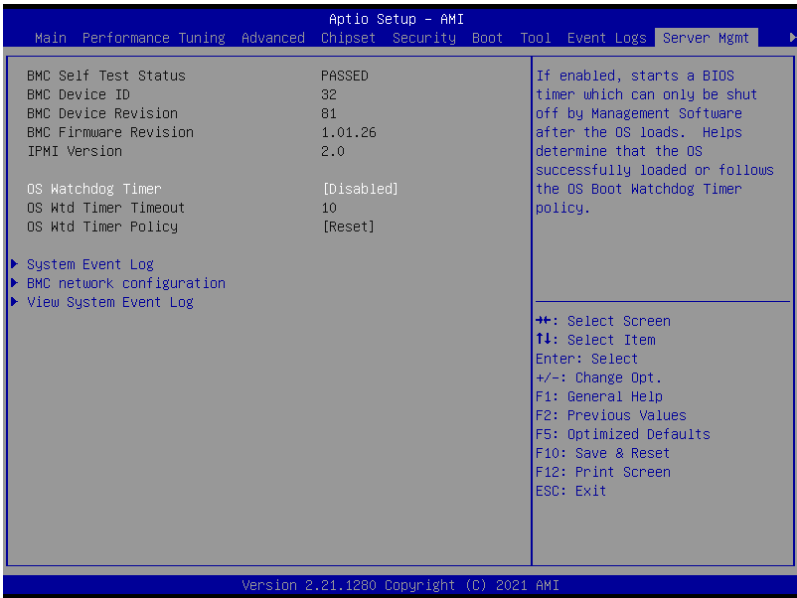 Aptio Setup – AMI
Main Performance Tuning Advanced Chipset Security Boot Tool Event Logs Server Mgmt
BMC Self Test Status PASSED
BMC Device ID 32
BMC Device Revision 81
BMC Firmware Revision 1.01.26
IPMI Version 2.0
OS Watchdog Timer [Disabled]
OS Wtd Timer Timeout 10
OS Wtd Timer Policy [Reset]
System Event Log
BMC network configuration
View System Event Log
If enabled, starts a BIOS
timer which can only be shut
off by Management Software
after the OS loads. Helps
determine that the OS
successfully loaded or follows
the OS Boot Watchdog Timer
policy.
→←: Select Screen
↑↓: Select Item
Enter: Select
+/-: Change Opt.
F1: General Help
F2: Previous Values
F5: Optimized Defaults
F10: Save & Reset
F12: Print Screen
ESC: Exit
Version 2.21.1280 Copyright (C) 2021 AMI